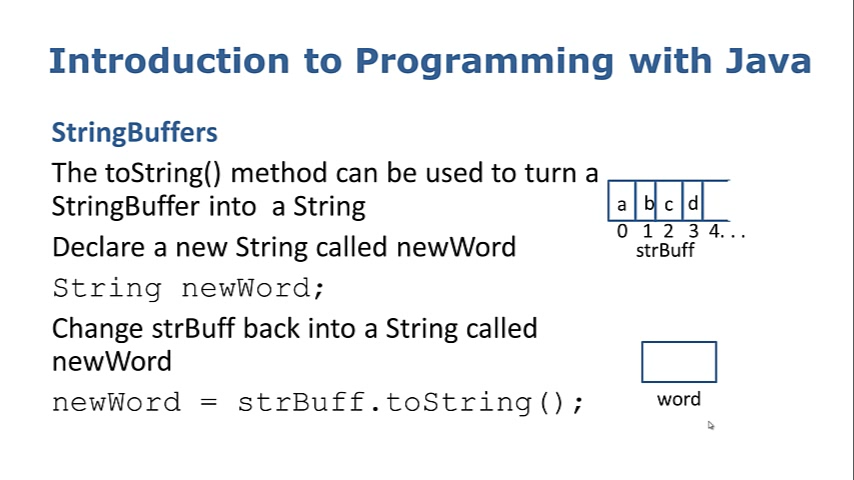 Introduction to Programming with Java
StringBuffers
The toString() method can be used to turn a
StringBuffer into a String
Declare a new String called newWord
String newWord;
Change strBuff back into a String called
newWord
newWord = strBuff.toString();
a b c d
0 1 2 3 4. . .
strBuff
word